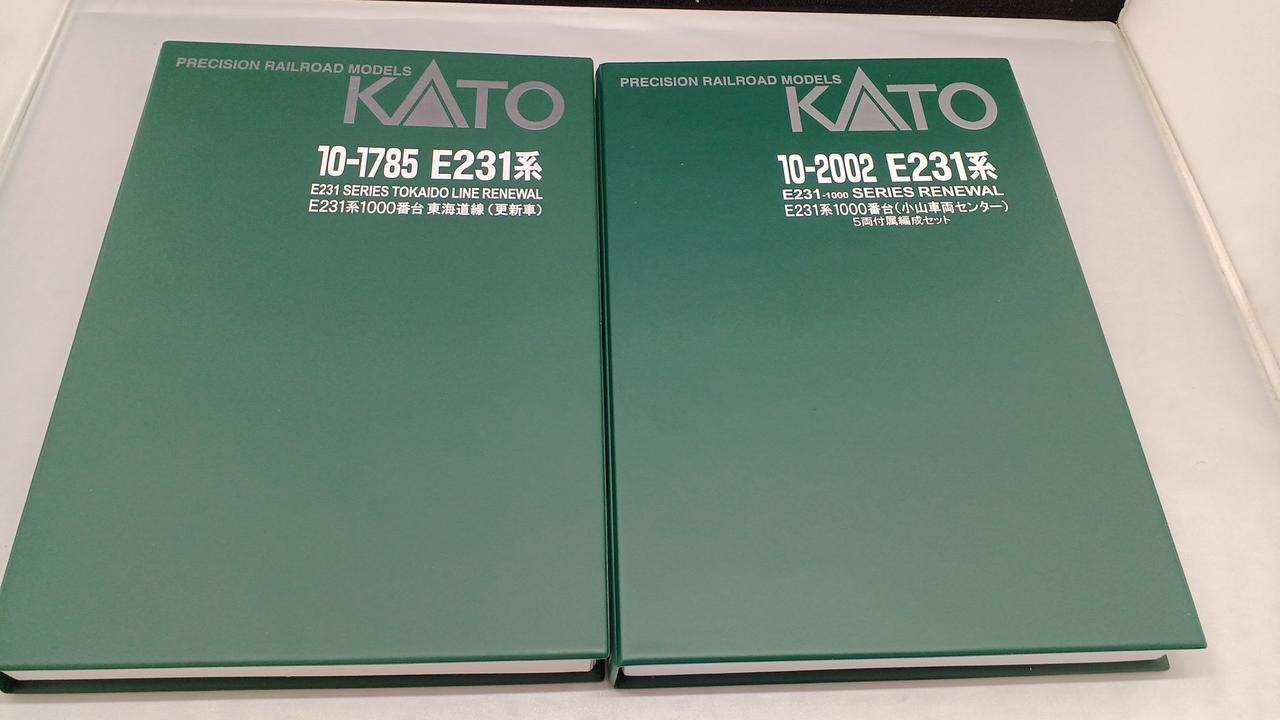 PRECISION RAILROAD MODELS
KATO
10-1785 E231系
E231 SERIES TOKAIDO LINE RENEWAL
E231系1000番台 東海道線(更新車)
PRECISION RAILROAD MODELS
KATO
10-2002 E231系
E231-1000 SERIES RENEWAL
E231系1000番台(小山車両センター)
5両付属編成セット